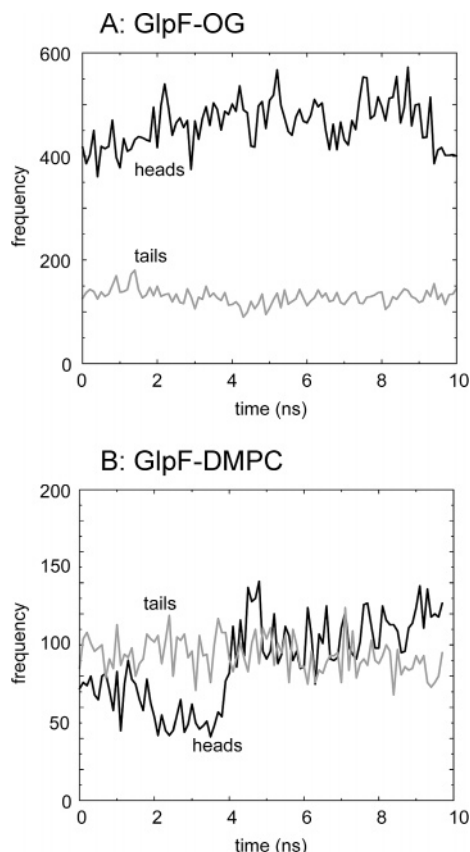 A: GlpF-OG
600
400
200
0
frequency
heads
tails
0 2 4 6 8 10
time (ns)
B: GlpF-DMPC
200
150
100
50
0
frequency
tails
heads
0 2 4 6 8 10
time (ns)